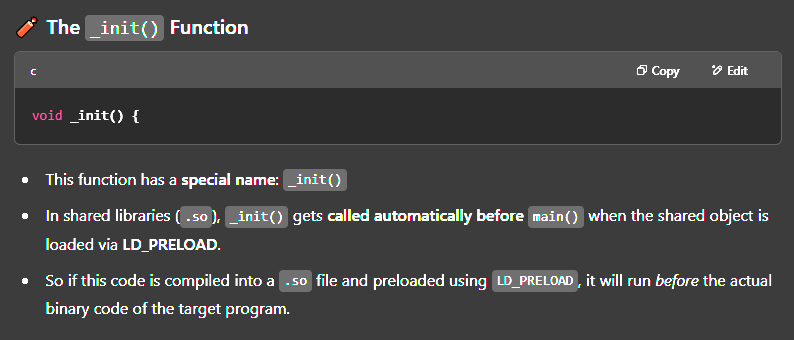 The _init() Function
c Copy Edit
void _init() {
This function has a special name: _init()
In shared libraries (.so), _init() gets called automatically before main() when the shared object is
loaded via LD_PRELOAD.
So if this code is compiled into a .so file and preloaded using LD_PRELOAD, it will run before the actual
binary code of the target program.